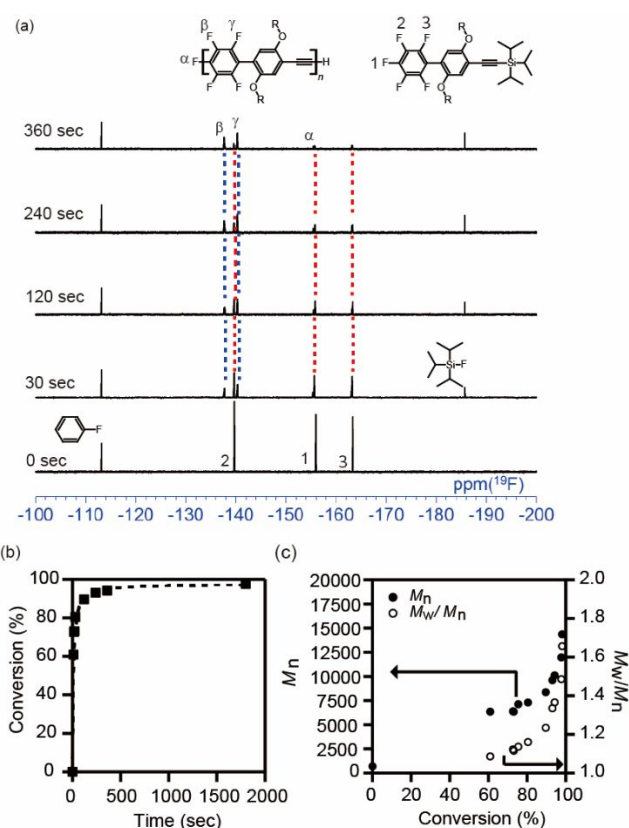 (a)
β γ
F F
α F F F
O
R
O
R
H
n
2 3
F F
1 F
F F
O
R
O
R
Si
360 sec
β γ α
240 sec
120 sec
30 sec
Si-F
F
0 sec
2 1 3
ppm(¹⁹F)
-100 -110 -120 -130 -140 -150 -160 -170 -180 -190 -200
(b)
100
80
60
40
20
0
Conversion (%)
0 500 1000 1500 2000
Time (sec)
(c)
20000 2.0
17500
15000 1.8
12500
10000 1.6
7500 1.4
5000
2500 1.2
0 1.0
Mn
Mw/Mn
Mn
Mw/Mn
0 20 40 60 80 100
Conversion (%)